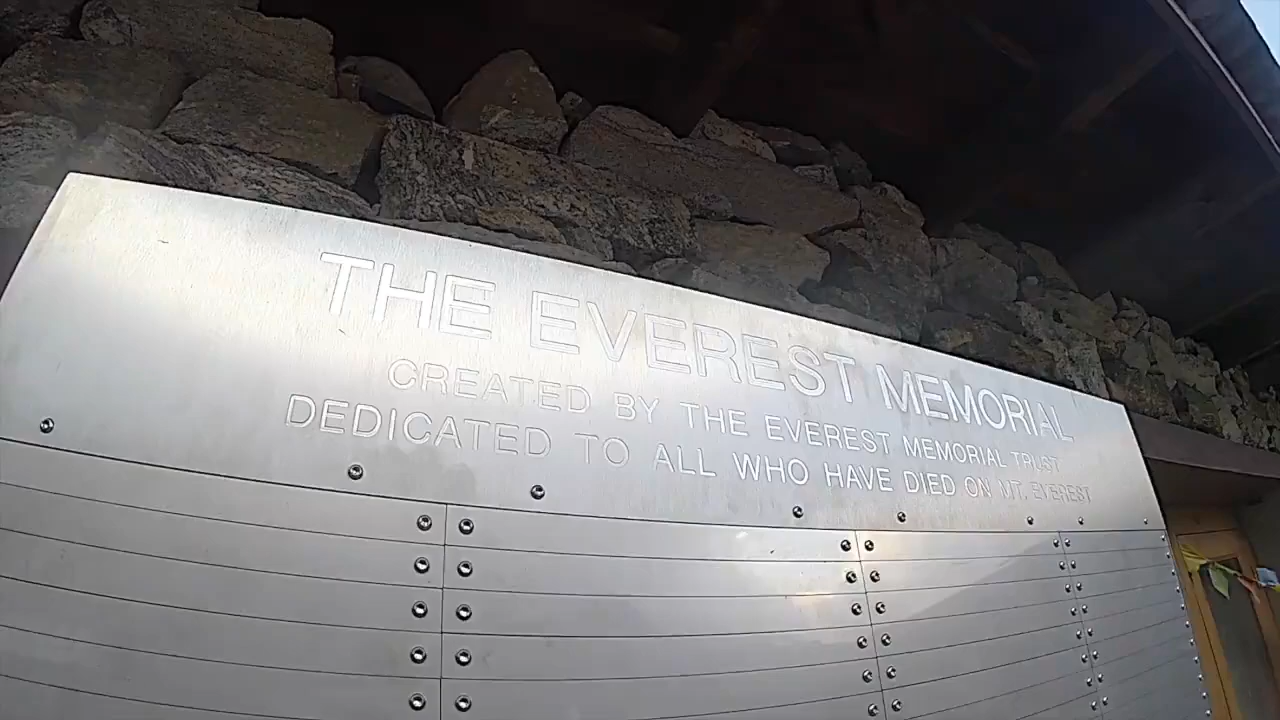 THE EVEREST MEMORIAL
CREATED BY THE EVEREST MEMORIAL TRUST
DEDICATED TO ALL WHO HAVE DIED ON MT. EVEREST